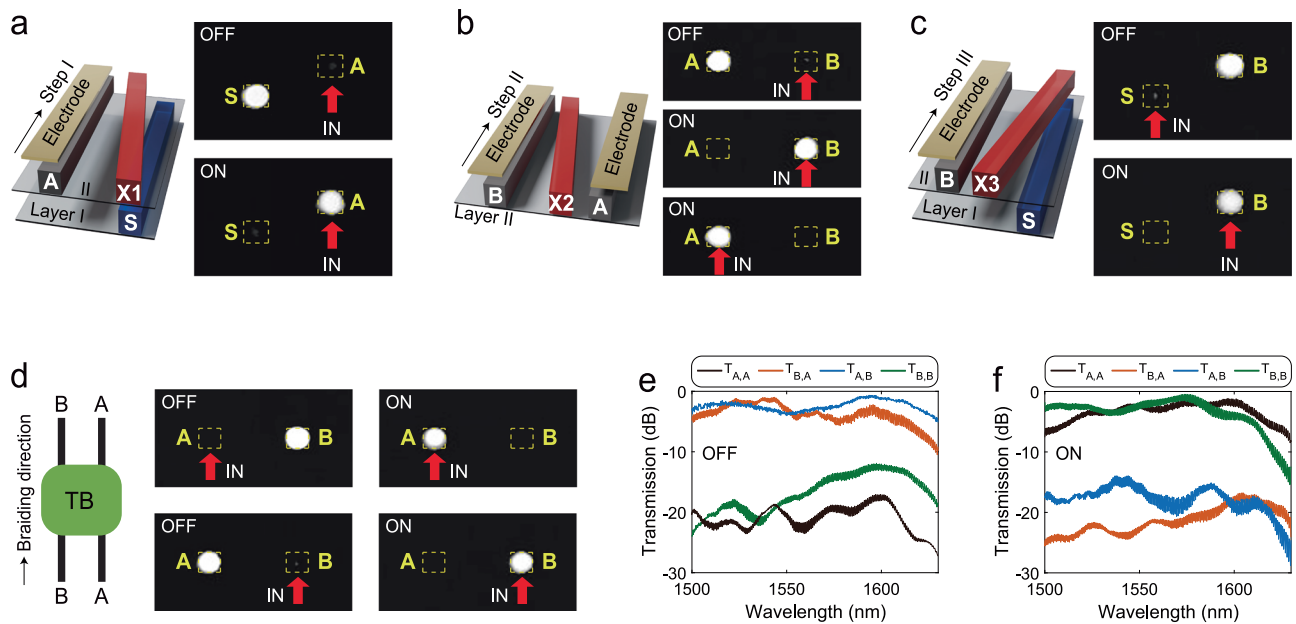 a
Step I
Electrode
A
II
X1
Layer I
S
OFF
A
S
IN
ON
A
S
IN
b
Step II
Electrode
Electrode
B
X2
A
Layer II
OFF
A
B
IN
ON
A
B
IN
ON
A
B
IN
c
Step III
Electrode
II
B
X3
Layer I
S
OFF
B
S
IN
ON
B
S
IN
d
Braiding direction
B A
TB
B A
OFF
A
B
IN
ON
A
B
IN
OFF
A
B
IN
ON
A
B
IN
e
T_{A,A} T_{B,A} T_{A,B} T_{B,B}
Transmission (dB)
0
-10
-20
-30
OFF
1500 1550 1600
Wavelength (nm)
f
T_{A,A} T_{B,A} T_{A,B} T_{B,B}
Transmission (dB)
0
-10
-20
-30
ON
1500 1550 1600
Wavelength (nm)